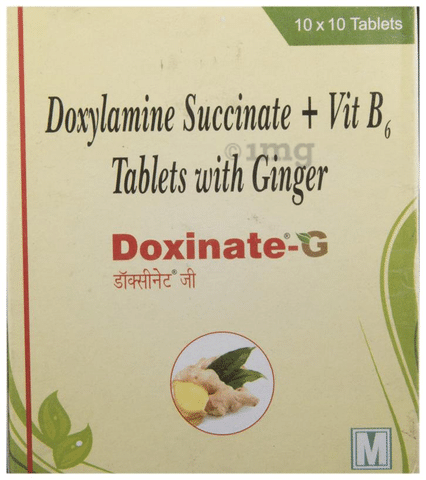 10 x 10 Tablets
Doxylamine Succinate + Vit B₆
Tablets with Ginger
©1mg
Doxinate®-G
डॉक्सीनेट® जी
M